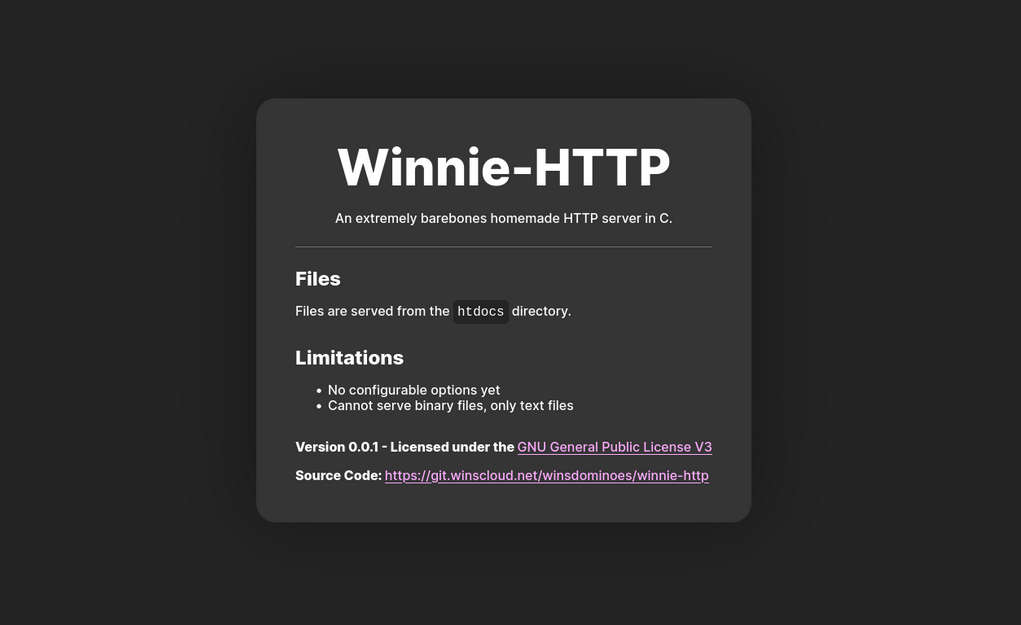 Winnie-HTTP
An extremely barebones homemade HTTP server in C.
Files
Files are served from the htdocs directory.
Limitations
• No configurable options yet
• Cannot serve binary files, only text files
Version 0.0.1 - Licensed under the GNU General Public License V3
Source Code: https://git.winscloud.net/winsdominoes/winnie-http